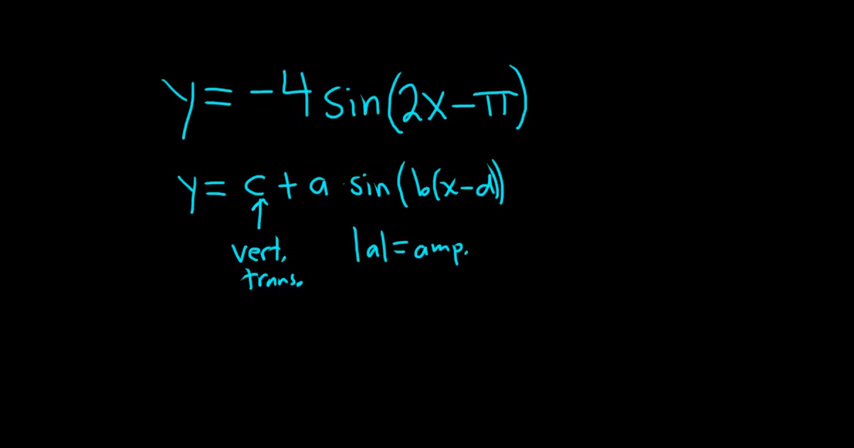 y = -4 sin(2x - π)
y = c + a sin(b(x-d))
↑
vert. |a| = amp.
trans.